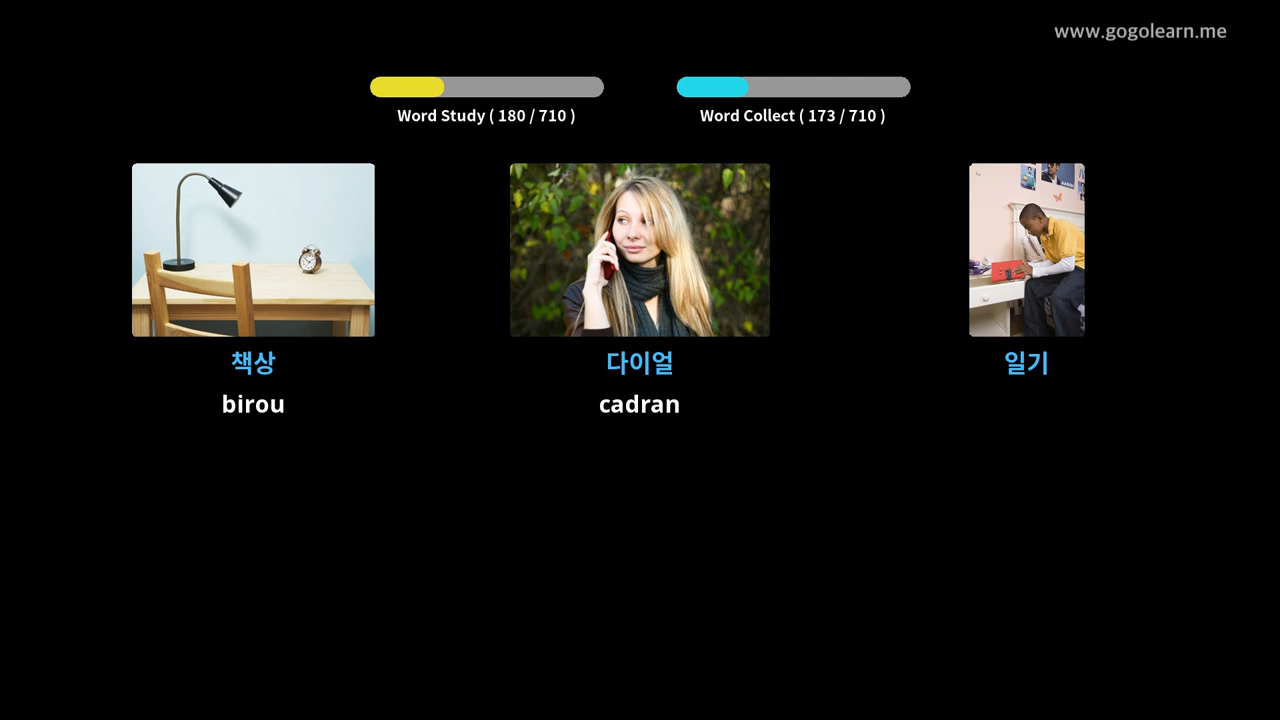 www.gogolearn.me
Word Study ( 180 / 710 )
Word Collect ( 173 / 710 )
책상
다이얼
일기
birou
cadran